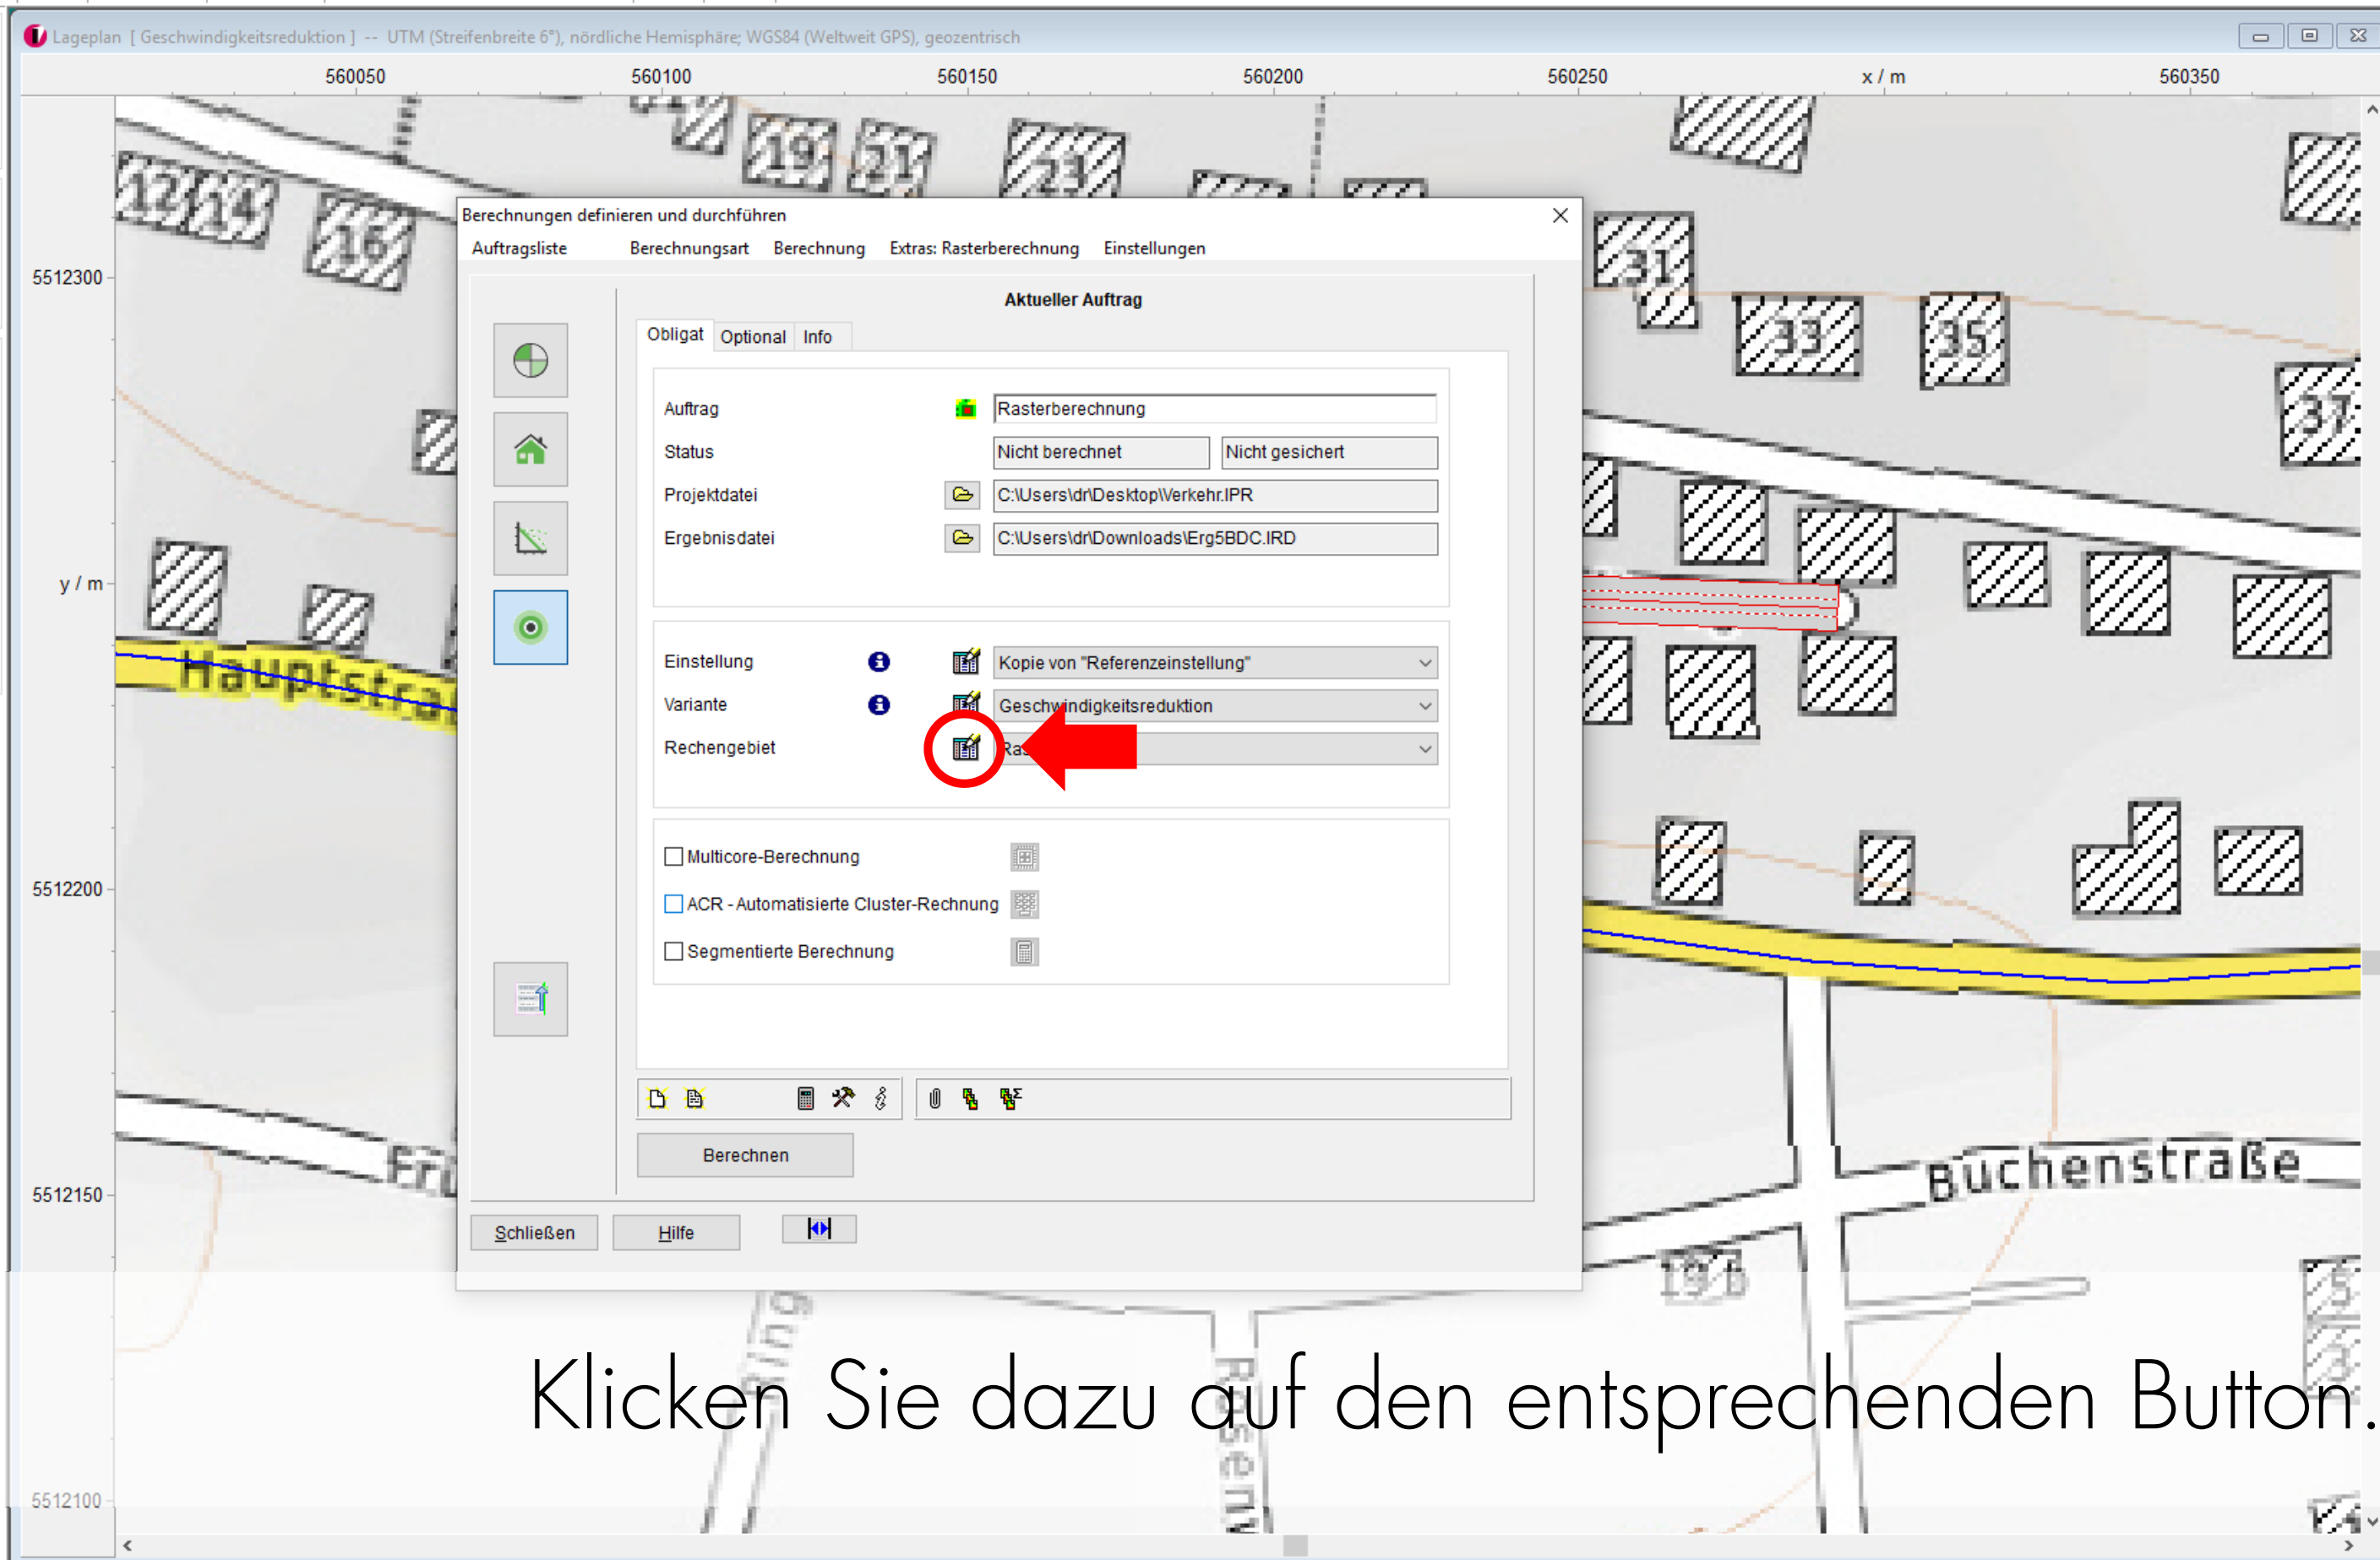 Lageplan [ Geschwindigkeitsreduktion ] -- UTM (Streifenbreite 6°), nördliche Hemisphäre; WGS84 (Weltweit GPS), geozentrisch
560050 560100 560150 560200 560250 x / m 560350
19 21 23
12 14
16
31
5512300
33 35
37
y / m
Hauptstra
5512200
5512150
Buchenstraße
19 b
5
3
5512100
Berechnungen definieren und durchführen
Auftragsliste Berechnungsart Berechnung Extras: Rasterberechnung Einstellungen
Aktueller Auftrag
Obligat Optional Info
Auftrag Rasterberechnung
Status Nicht berechnet Nicht gesichert
Projektdatei C:\Users\dr\Desktop\Verkehr.IPR
Ergebnisdatei C:\Users\dr\Downloads\Erg5BDC.IRD
Einstellung Kopie von "Referenzeinstellung"
Variante Geschwindigkeitsreduktion
Rechengebiet Ras
Multicore-Berechnung
ACR - Automatisierte Cluster-Rechnung
Segmentierte Berechnung
Berechnen
Schließen Hilfe
Klicken Sie dazu auf den entsprechenden Button.